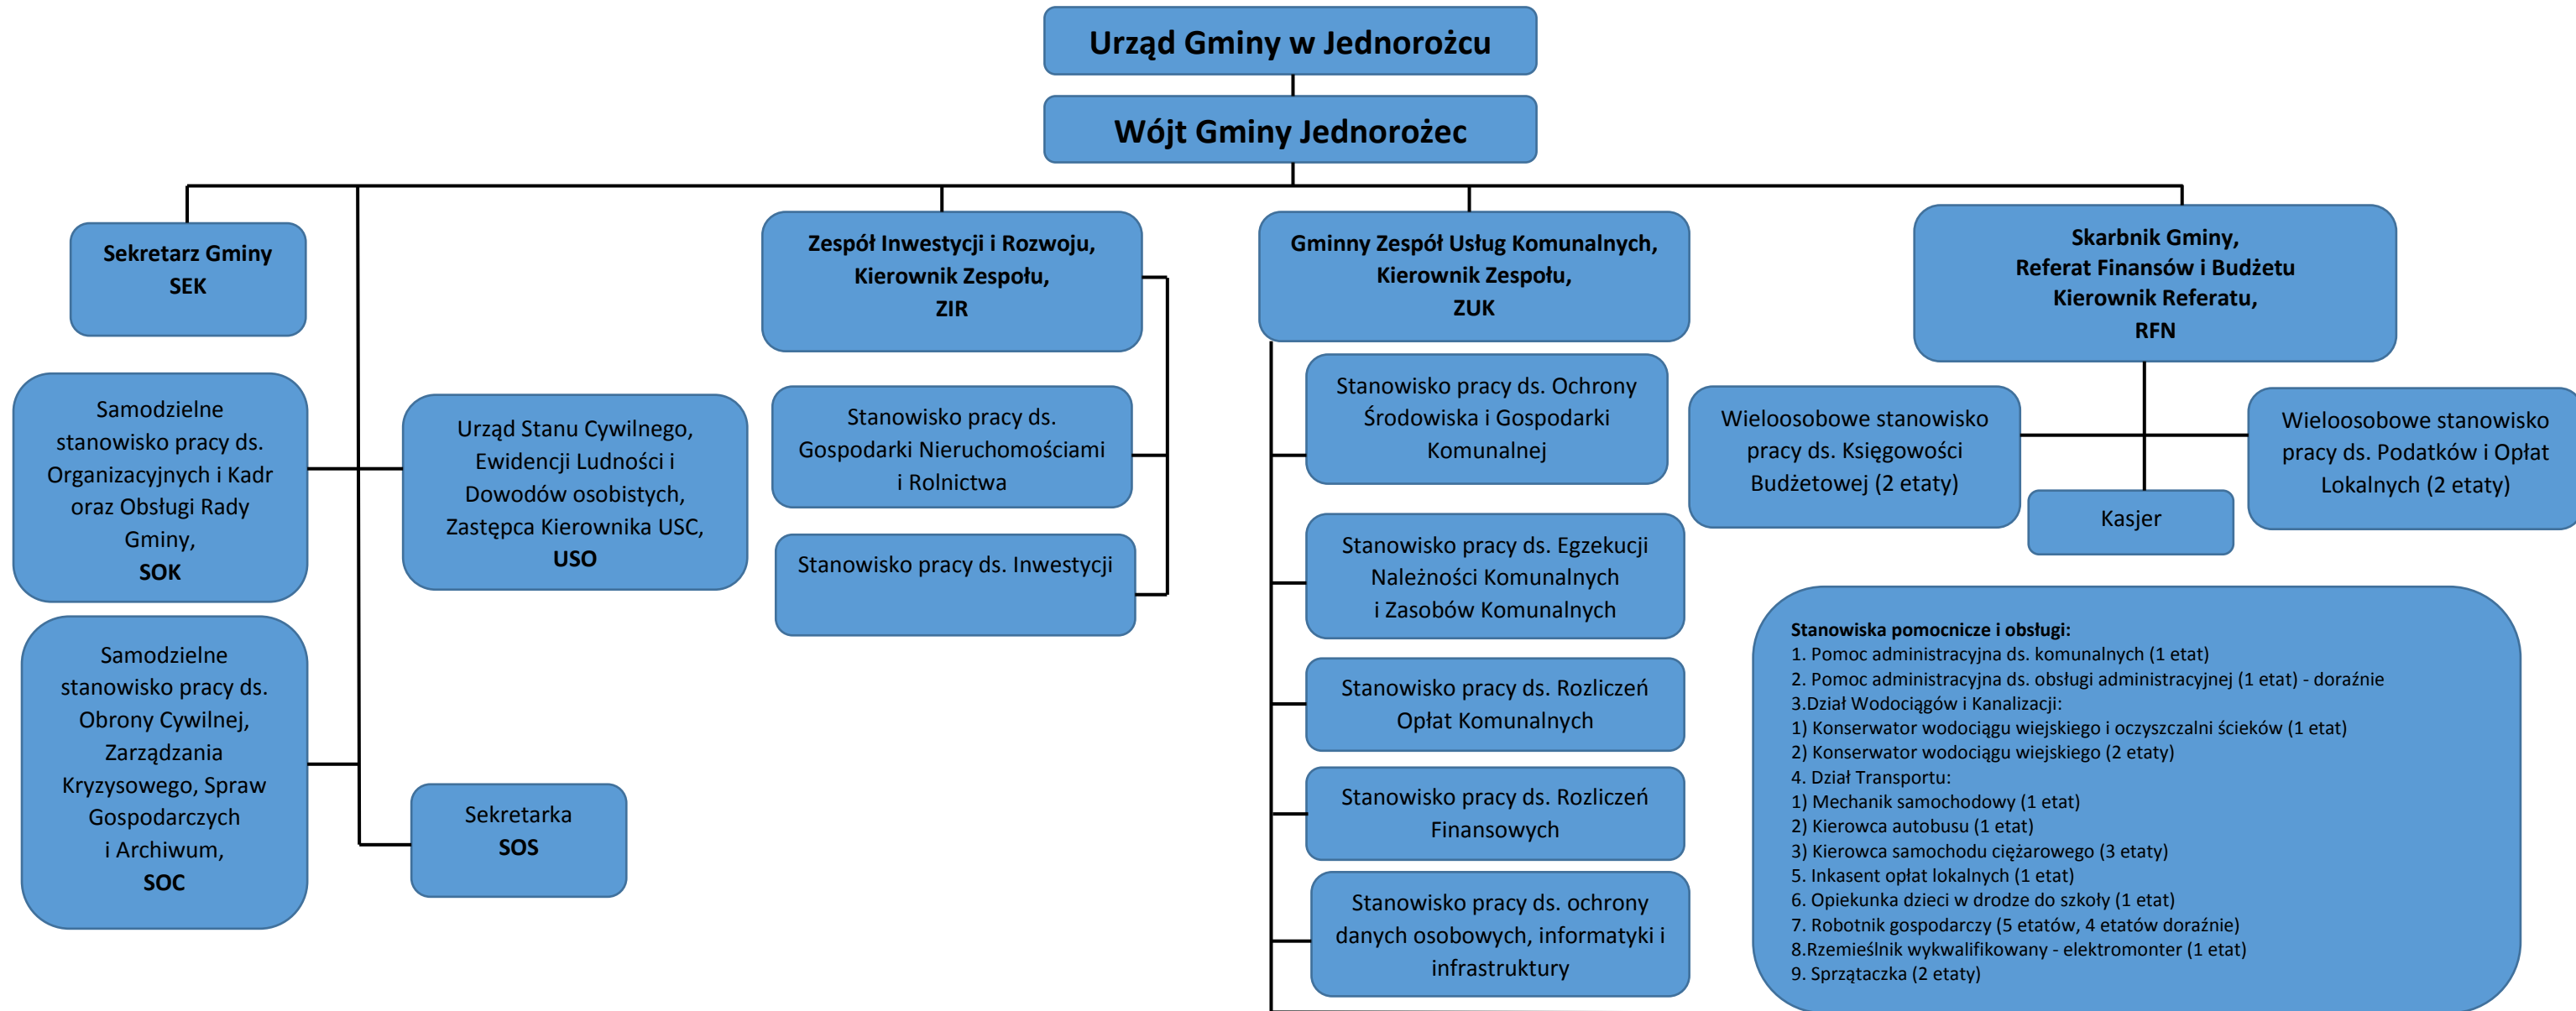 Urząd Gminy w Jednorożcu
Wójt Gminy Jednorożec
Sekretarz Gminy
SEK
Samodzielne
stanowisko pracy ds.
Organizacyjnych i Kadr
oraz Obsługi Rady
Gminy,
SOK
Samodzielne
stanowisko pracy ds.
Obrony Cywilnej,
Zarządzania
Kryzysowego, Spraw
Gospodarczych
i Archiwum,
SOC
Urząd Stanu Cywilnego,
Ewidencji Ludności i
Dowodów osobistych,
Zastępca Kierownika USC,
USO
Sekretarka
SOS
Zespół Inwestycji i Rozwoju,
Kierownik Zespołu,
ZIR
Stanowisko pracy ds.
Gospodarki Nieruchomościami
i Rolnictwa
Stanowisko pracy ds. Inwestycji
Gminny Zespół Usług Komunalnych,
Kierownik Zespołu,
ZUK
Stanowisko pracy ds. Ochrony
Środowiska i Gospodarki
Komunalnej
Stanowisko pracy ds. Egzekucji
Należności Komunalnych
i Zasobów Komunalnych
Stanowisko pracy ds. Rozliczeń
Opłat Komunalnych
Stanowisko pracy ds. Rozliczeń
Finansowych
Stanowisko pracy ds. ochrony
danych osobowych, informatyki i
infrastruktury
Skarbnik Gminy,
Referat Finansów i Budżetu
Kierownik Referatu,
RFN
Wieloosobowe stanowisko
pracy ds. Księgowości
Budżetowej (2 etaty)
Kasjer
Wieloosobowe stanowisko
pracy ds. Podatków i Opłat
Lokalnych (2 etaty)
Stanowiska pomocnicze i obsługi:
1. Pomoc administracyjna ds. komunalnych (1 etat)
2. Pomoc administracyjna ds. obsługi administracyjnej (1 etat) - doraźnie
3.Dział Wodociągów i Kanalizacji:
1) Konserwator wodociągu wiejskiego i oczyszczalni ścieków (1 etat)
2) Konserwator wodociągu wiejskiego (2 etaty)
4. Dział Transportu:
1) Mechanik samochodowy (1 etat)
2) Kierowca autobusu (1 etat)
3) Kierowca samochodu ciężarowego (3 etaty)
5. Inkasent opłat lokalnych (1 etat)
6. Opiekunka dzieci w drodze do szkoły (1 etat)
7. Robotnik gospodarczy (5 etatów, 4 etatów doraźnie)
8.Rzemieślnik wykwalifikowany - elektromonter (1 etat)
9. Sprzątaczka (2 etaty)